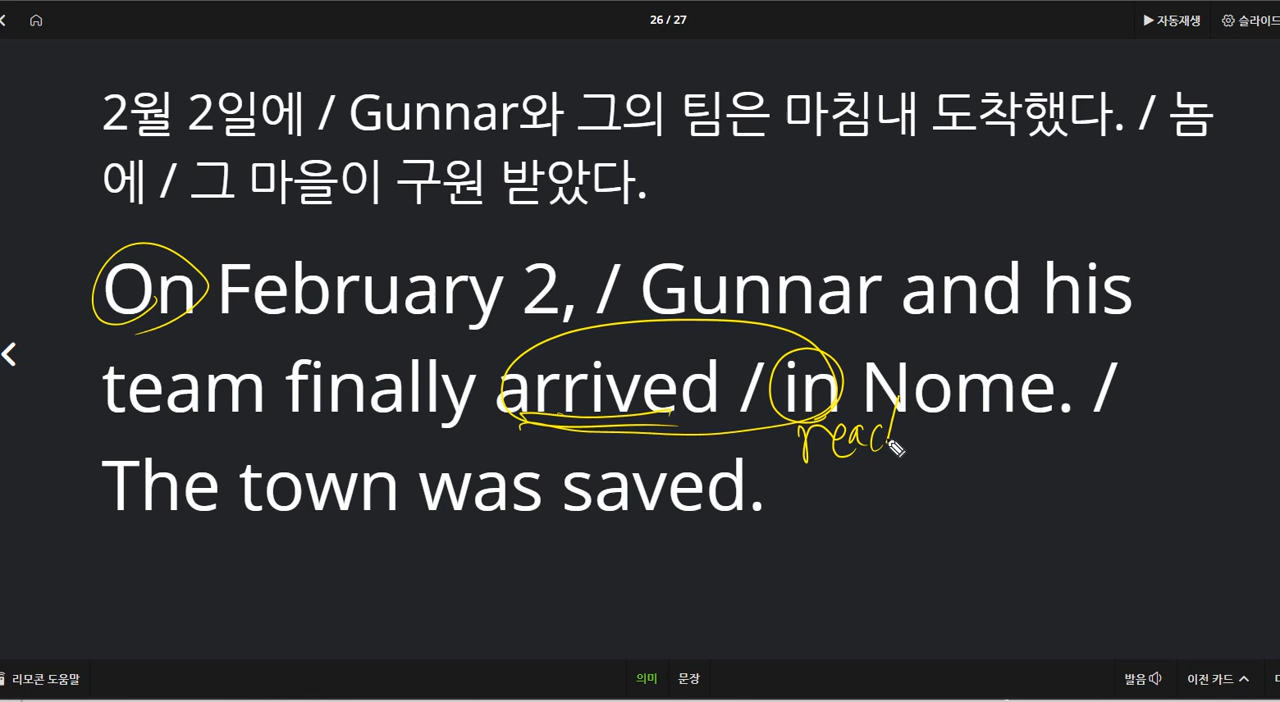 26 / 27
▶ 자동재생
슬라이드
2월 2일에 / Gunnar와 그의 팀은 마침내 도착했다. / 놈
에 / 그 마을이 구원 받았다.
On February 2, / Gunnar and his
team finally arrived / in Nome. /
reac
The town was saved.
리모콘 도움말
의미
문장
발음
이전 카드